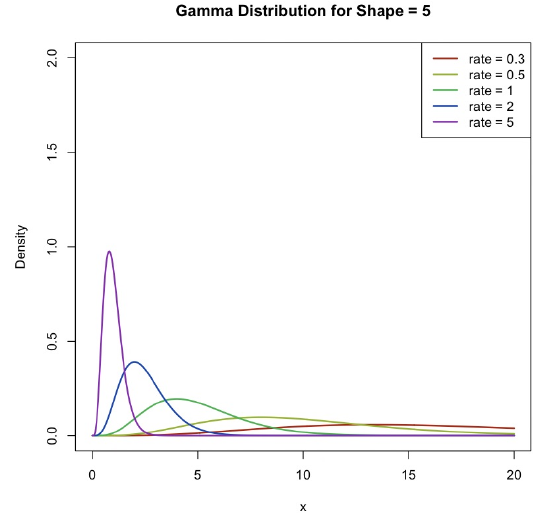 Gamma Distribution for Shape = 5
rate = 0.3
rate = 0.5
rate = 1
rate = 2
rate = 5
Density
2.0
1.5
1.0
0.5
0.0
0 5 10 15 20
x